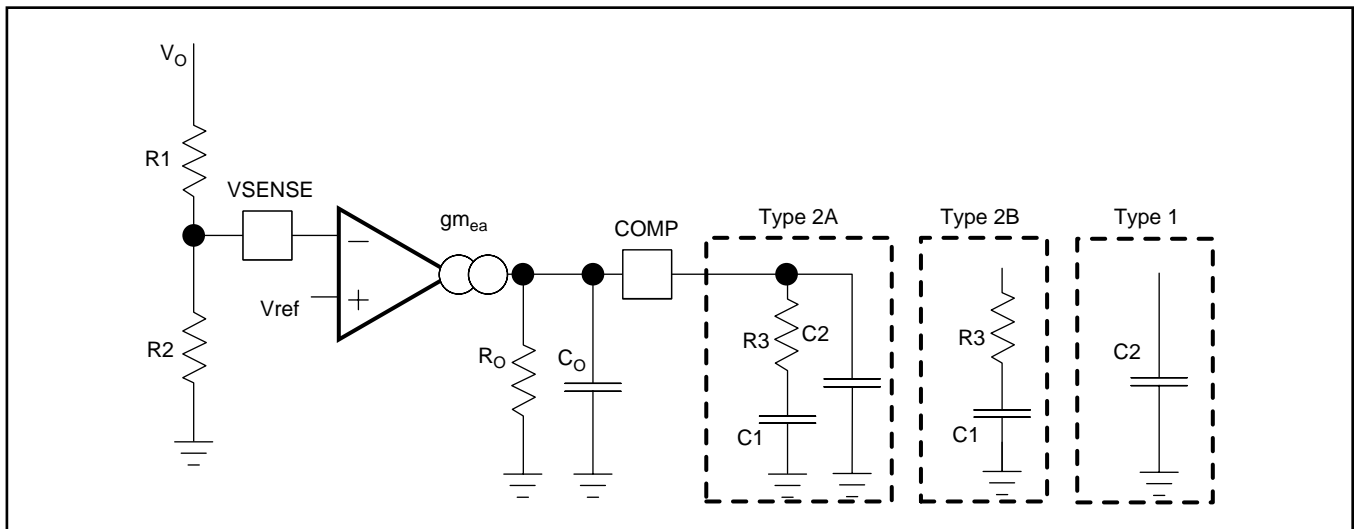 V_O
R1
VSENSE
gm_ea
COMP
Type 2A
Type 2B
Type 1
−
+
Vref
R2
R_O
C_O
R3
C2
C1
R3
C1
C2